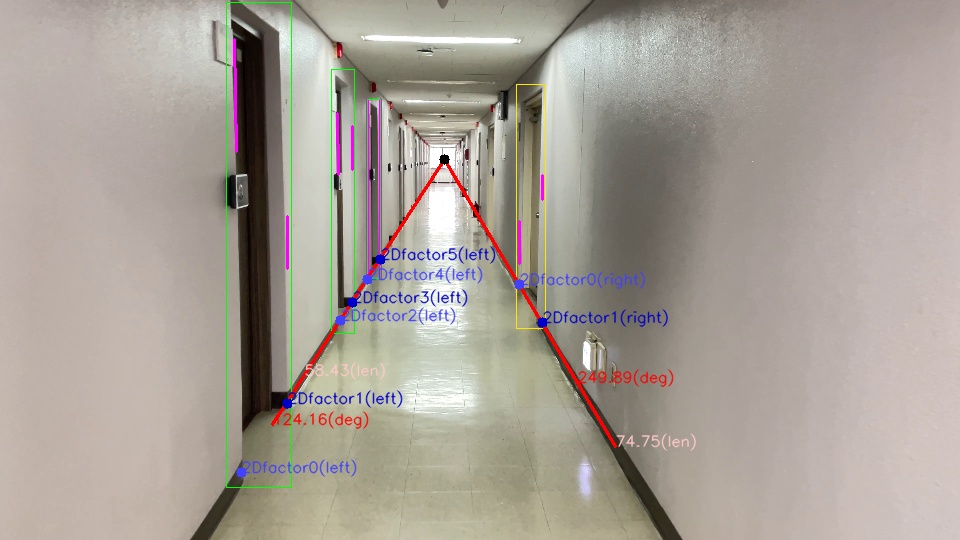 2Dfactor5(left)
2Dfactor4(left)
2Dfactor0(right)
2Dfactor3(left)
2Dfactor2(left)
2Dfactor1(right)
58.43(len)
249.89(deg)
2Dfactor1(left)
124.16(deg)
74.75(len)
2Dfactor0(left)